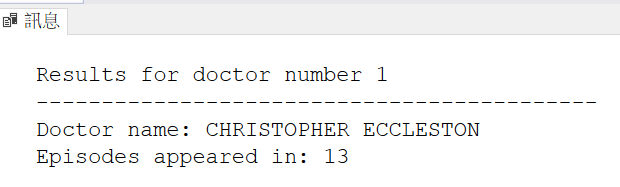 訊息
Results for doctor number 1
-------------------------------------------
Doctor name: CHRISTOPHER ECCLESTON
Episodes appeared in: 13